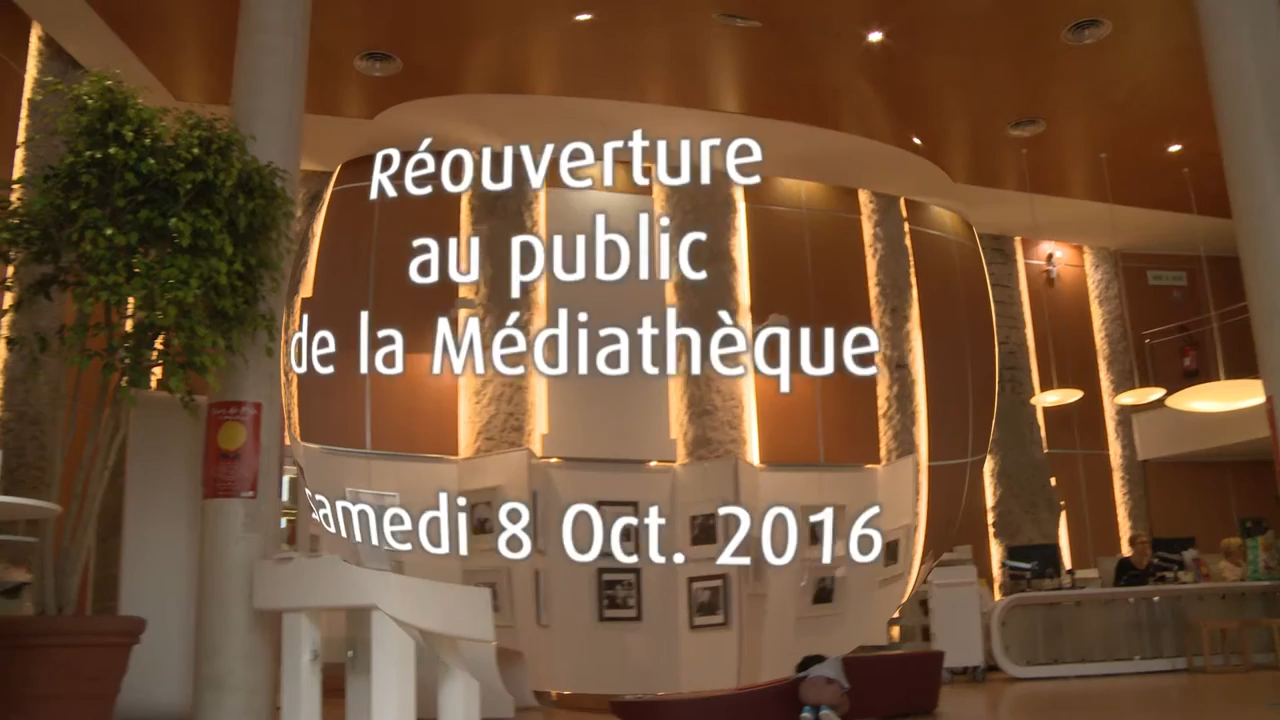 Réouverture
au public
de la Médiathèque
samedi 8 Oct. 2016